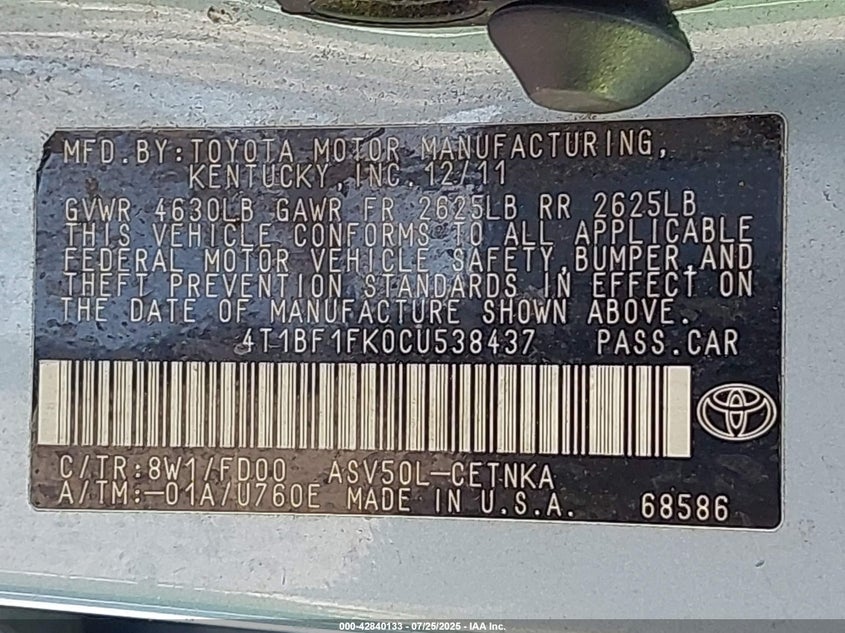 MFD.BY:TOYOTA MOTOR MANUFACTURING,
KENTUCKY,INC.12/11
GVWR 4630LB GAWR FR 2625LB RR 2625LB
THIS VEHICLE CONFORMS TO ALL APPLICABLE
FEDERAL MOTOR VEHICLE SAFETY,BUMPER,AND
THEFT PREVENTION STANDARDS IN EFFECT ON
THE DATE OF MANUFACTURE SHOWN ABOVE.
4T1BF1FK0CU538437 PASS.CAR
C/TR:8W1/FD00 ASV50L-CETNKA
A/TM:-01A/U760E MADE IN U.S.A. 68586
000-42840133 - 07/25/2025 - IAA Inc.